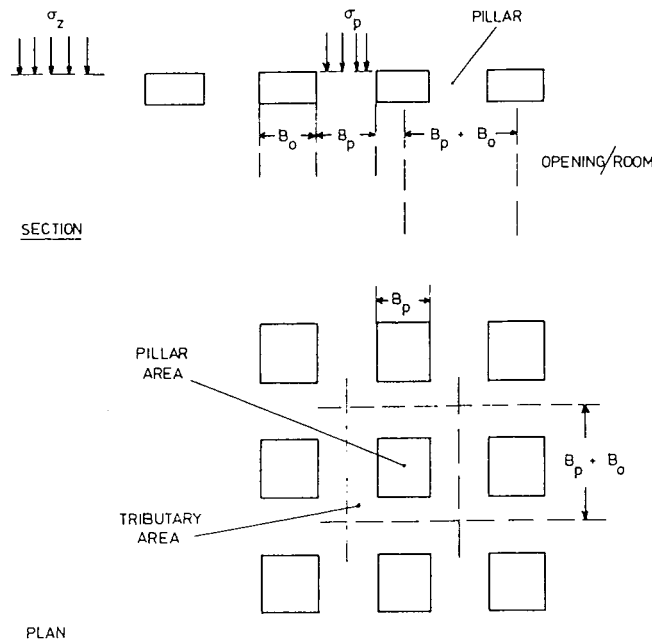 σz
σp
PILLAR
Bo
Bp
Bp + Bo
OPENING/ROOM
SECTION
Bp
PILLAR
AREA
Bp + Bo
TRIBUTARY
AREA
PLAN